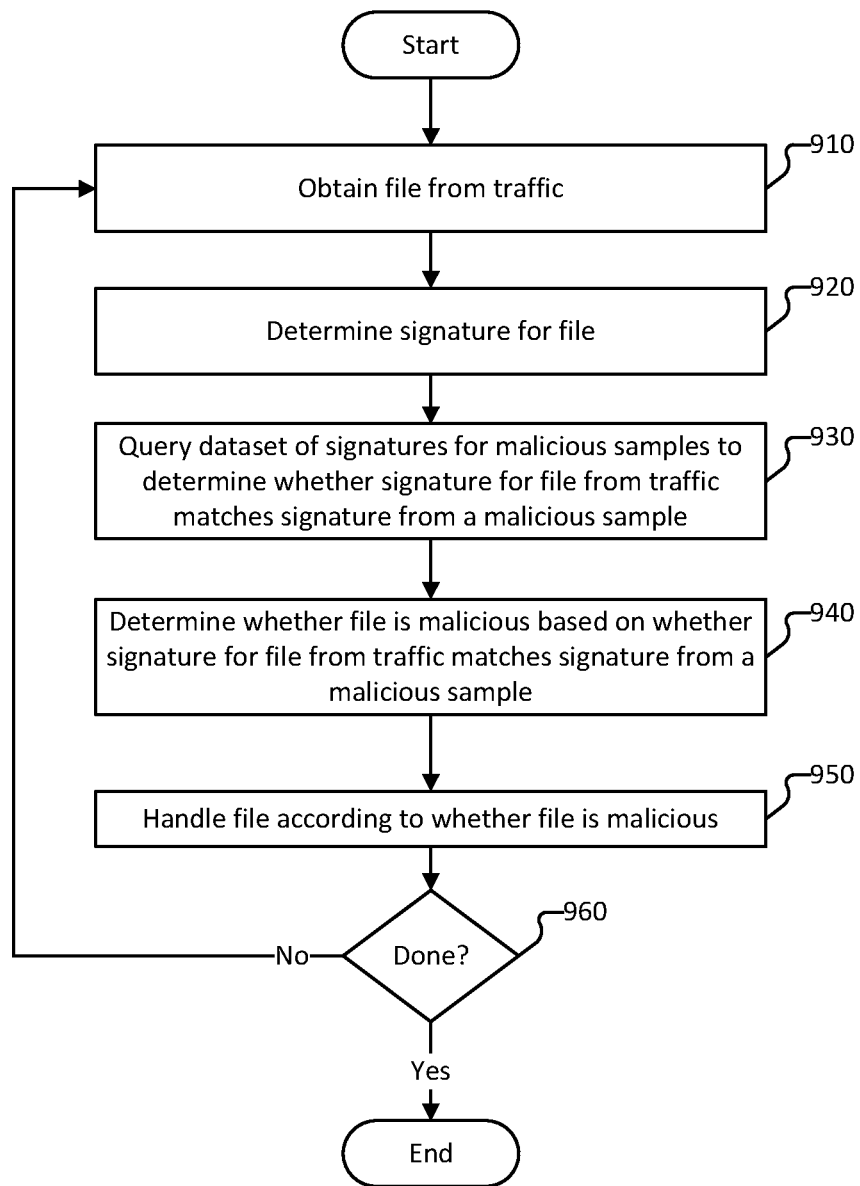 Start
910
Obtain file from traffic
920
Determine signature for file
930
Query dataset of signatures for malicious samples to
determine whether signature for file from traffic
matches signature from a malicious sample
940
Determine whether file is malicious based on whether
signature for file from traffic matches signature from a
malicious sample
950
Handle file according to whether file is malicious
960
Done?
No
Yes
End